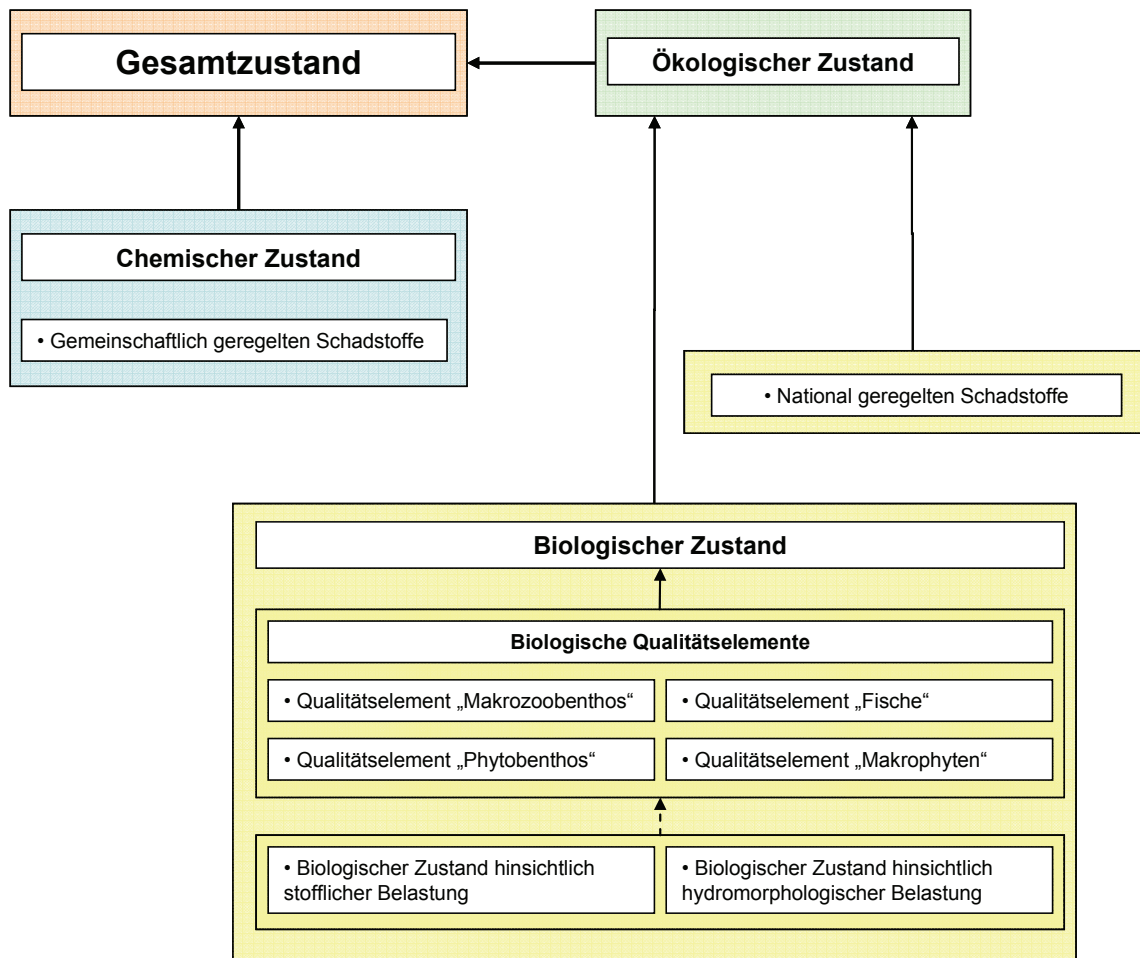 Gesamtzustand
Ökologischer Zustand
Chemischer Zustand
• Gemeinschaftlich geregelten Schadstoffe
• National geregelten Schadstoffe
Biologischer Zustand
Biologische Qualitätselemente
• Qualitätselement „Makrozoobenthos“
• Qualitätselement „Fische“
• Qualitätselement „Phytobenthos“
• Qualitätselement „Makrophyten“
• Biologischer Zustand hinsichtlich
stofflicher Belastung
• Biologischer Zustand hinsichtlich
hydromorphologischer Belastung